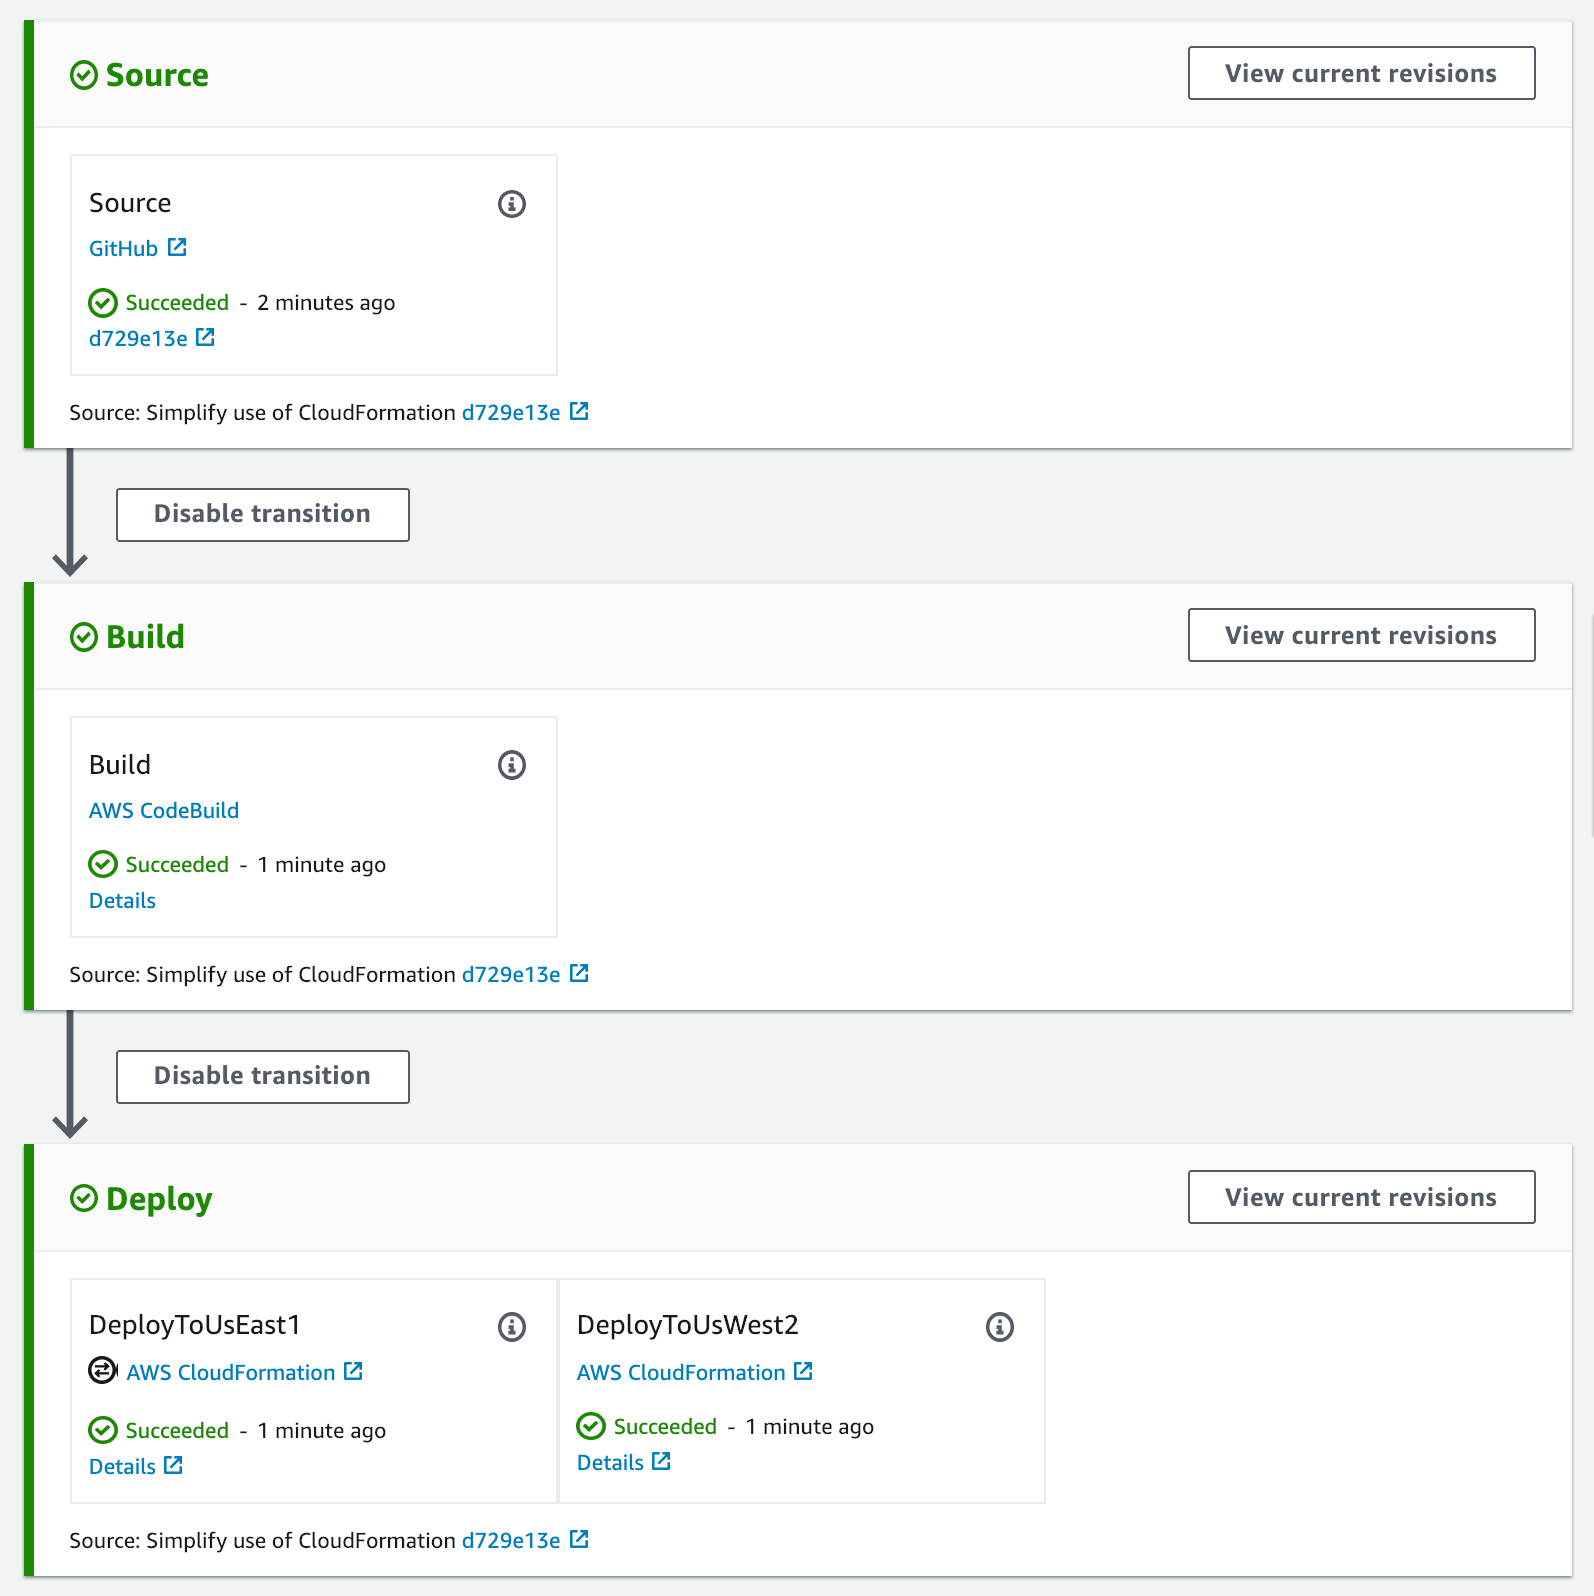 Source
View current revisions
Source
GitHub
Succeeded - 2 minutes ago
d729e13e
Source: Simplify use of CloudFormation d729e13e
Disable transition
Build
View current revisions
Build
AWS CodeBuild
Succeeded - 1 minute ago
Details
Source: Simplify use of CloudFormation d729e13e
Disable transition
Deploy
View current revisions
DeployToUsEast1
AWS CloudFormation
Succeeded - 1 minute ago
Details
DeployToUsWest2
AWS CloudFormation
Succeeded - 1 minute ago
Details
Source: Simplify use of CloudFormation d729e13e